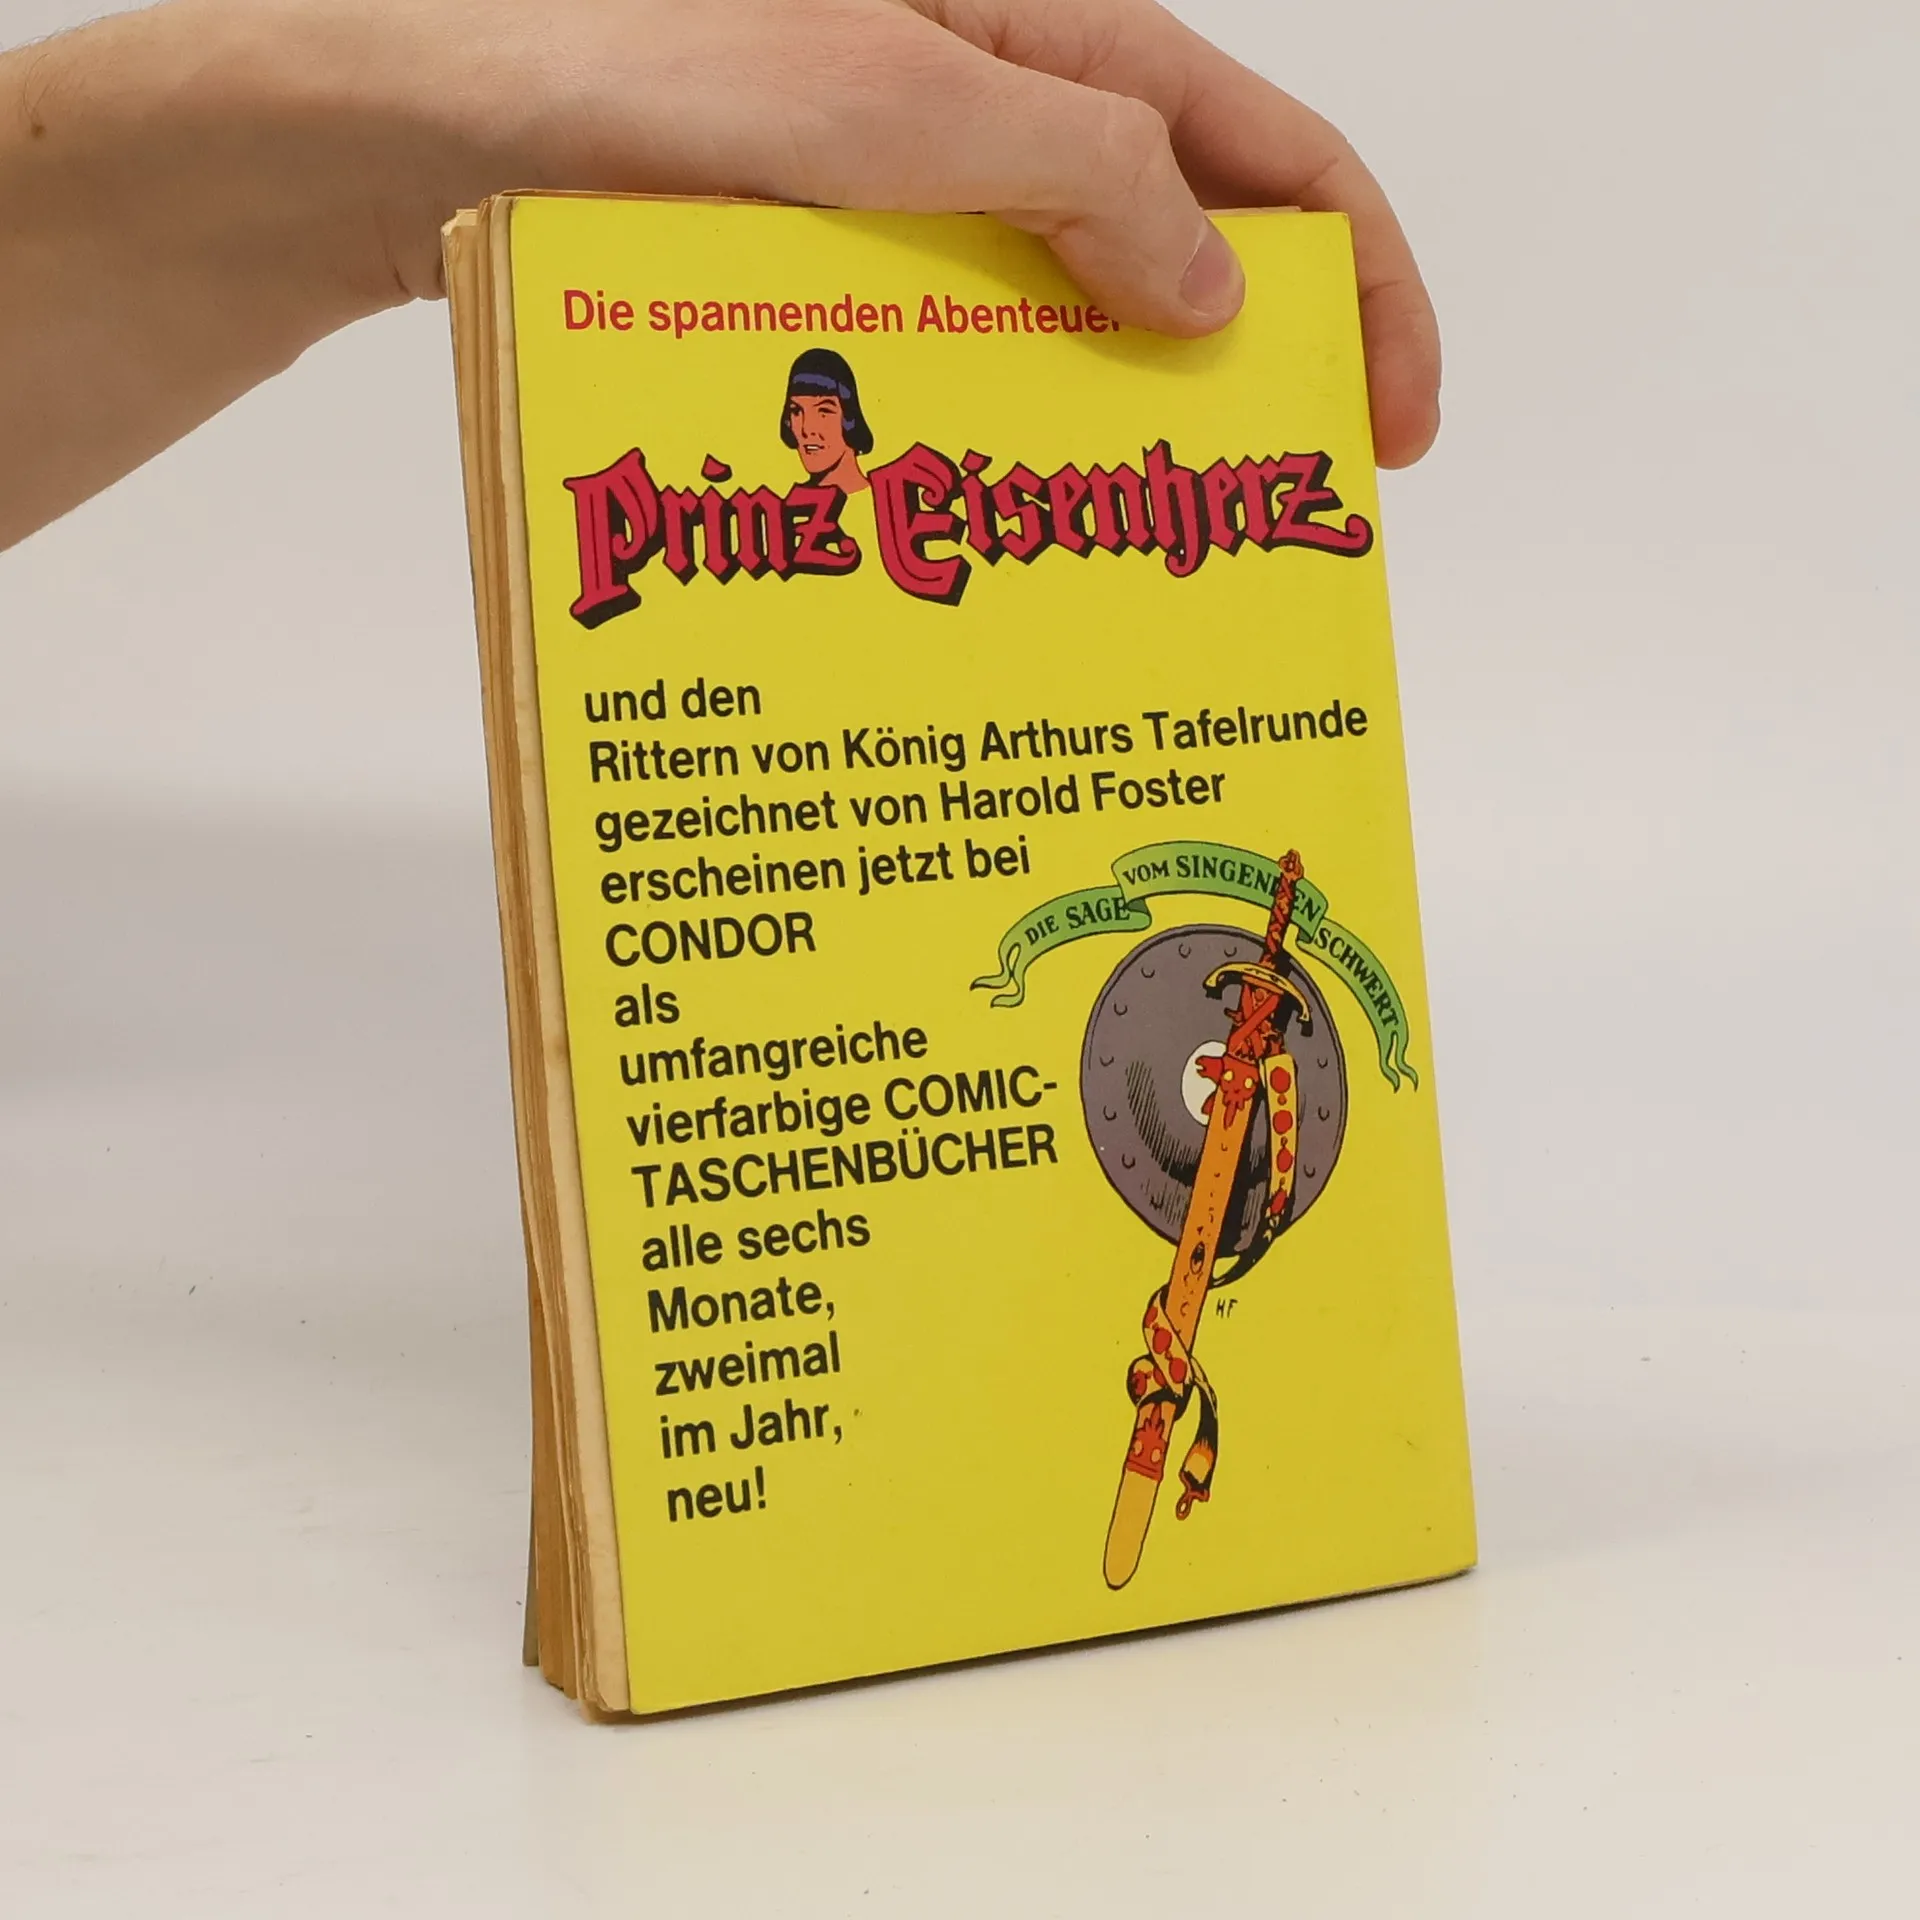 Die spannenden Abenteuer
Prinz Eisenherz
und den
Rittern von König Arthurs Tafelrunde
gezeichnet von Harold Foster
erscheinen jetzt bei
CONDOR
als
umfangreiche
vierfarbige COMIC-
TASCHENBÜCHER
alle sechs
Monate,
zweimal
im Jahr,
neu!
DIE SAGE VOM SINGENDEN SCHWERT
HF